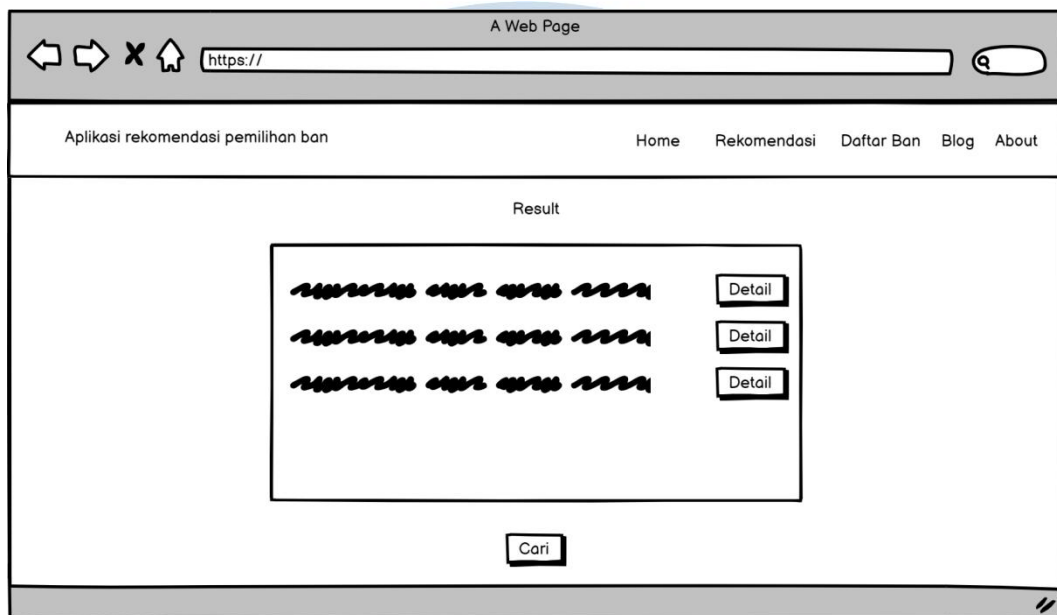 A Web Page
https://
Aplikasi rekomendasi pemilihan ban
Home Rekomendasi Daftar Ban Blog About
Result
Detail
Detail
Detail
Cari